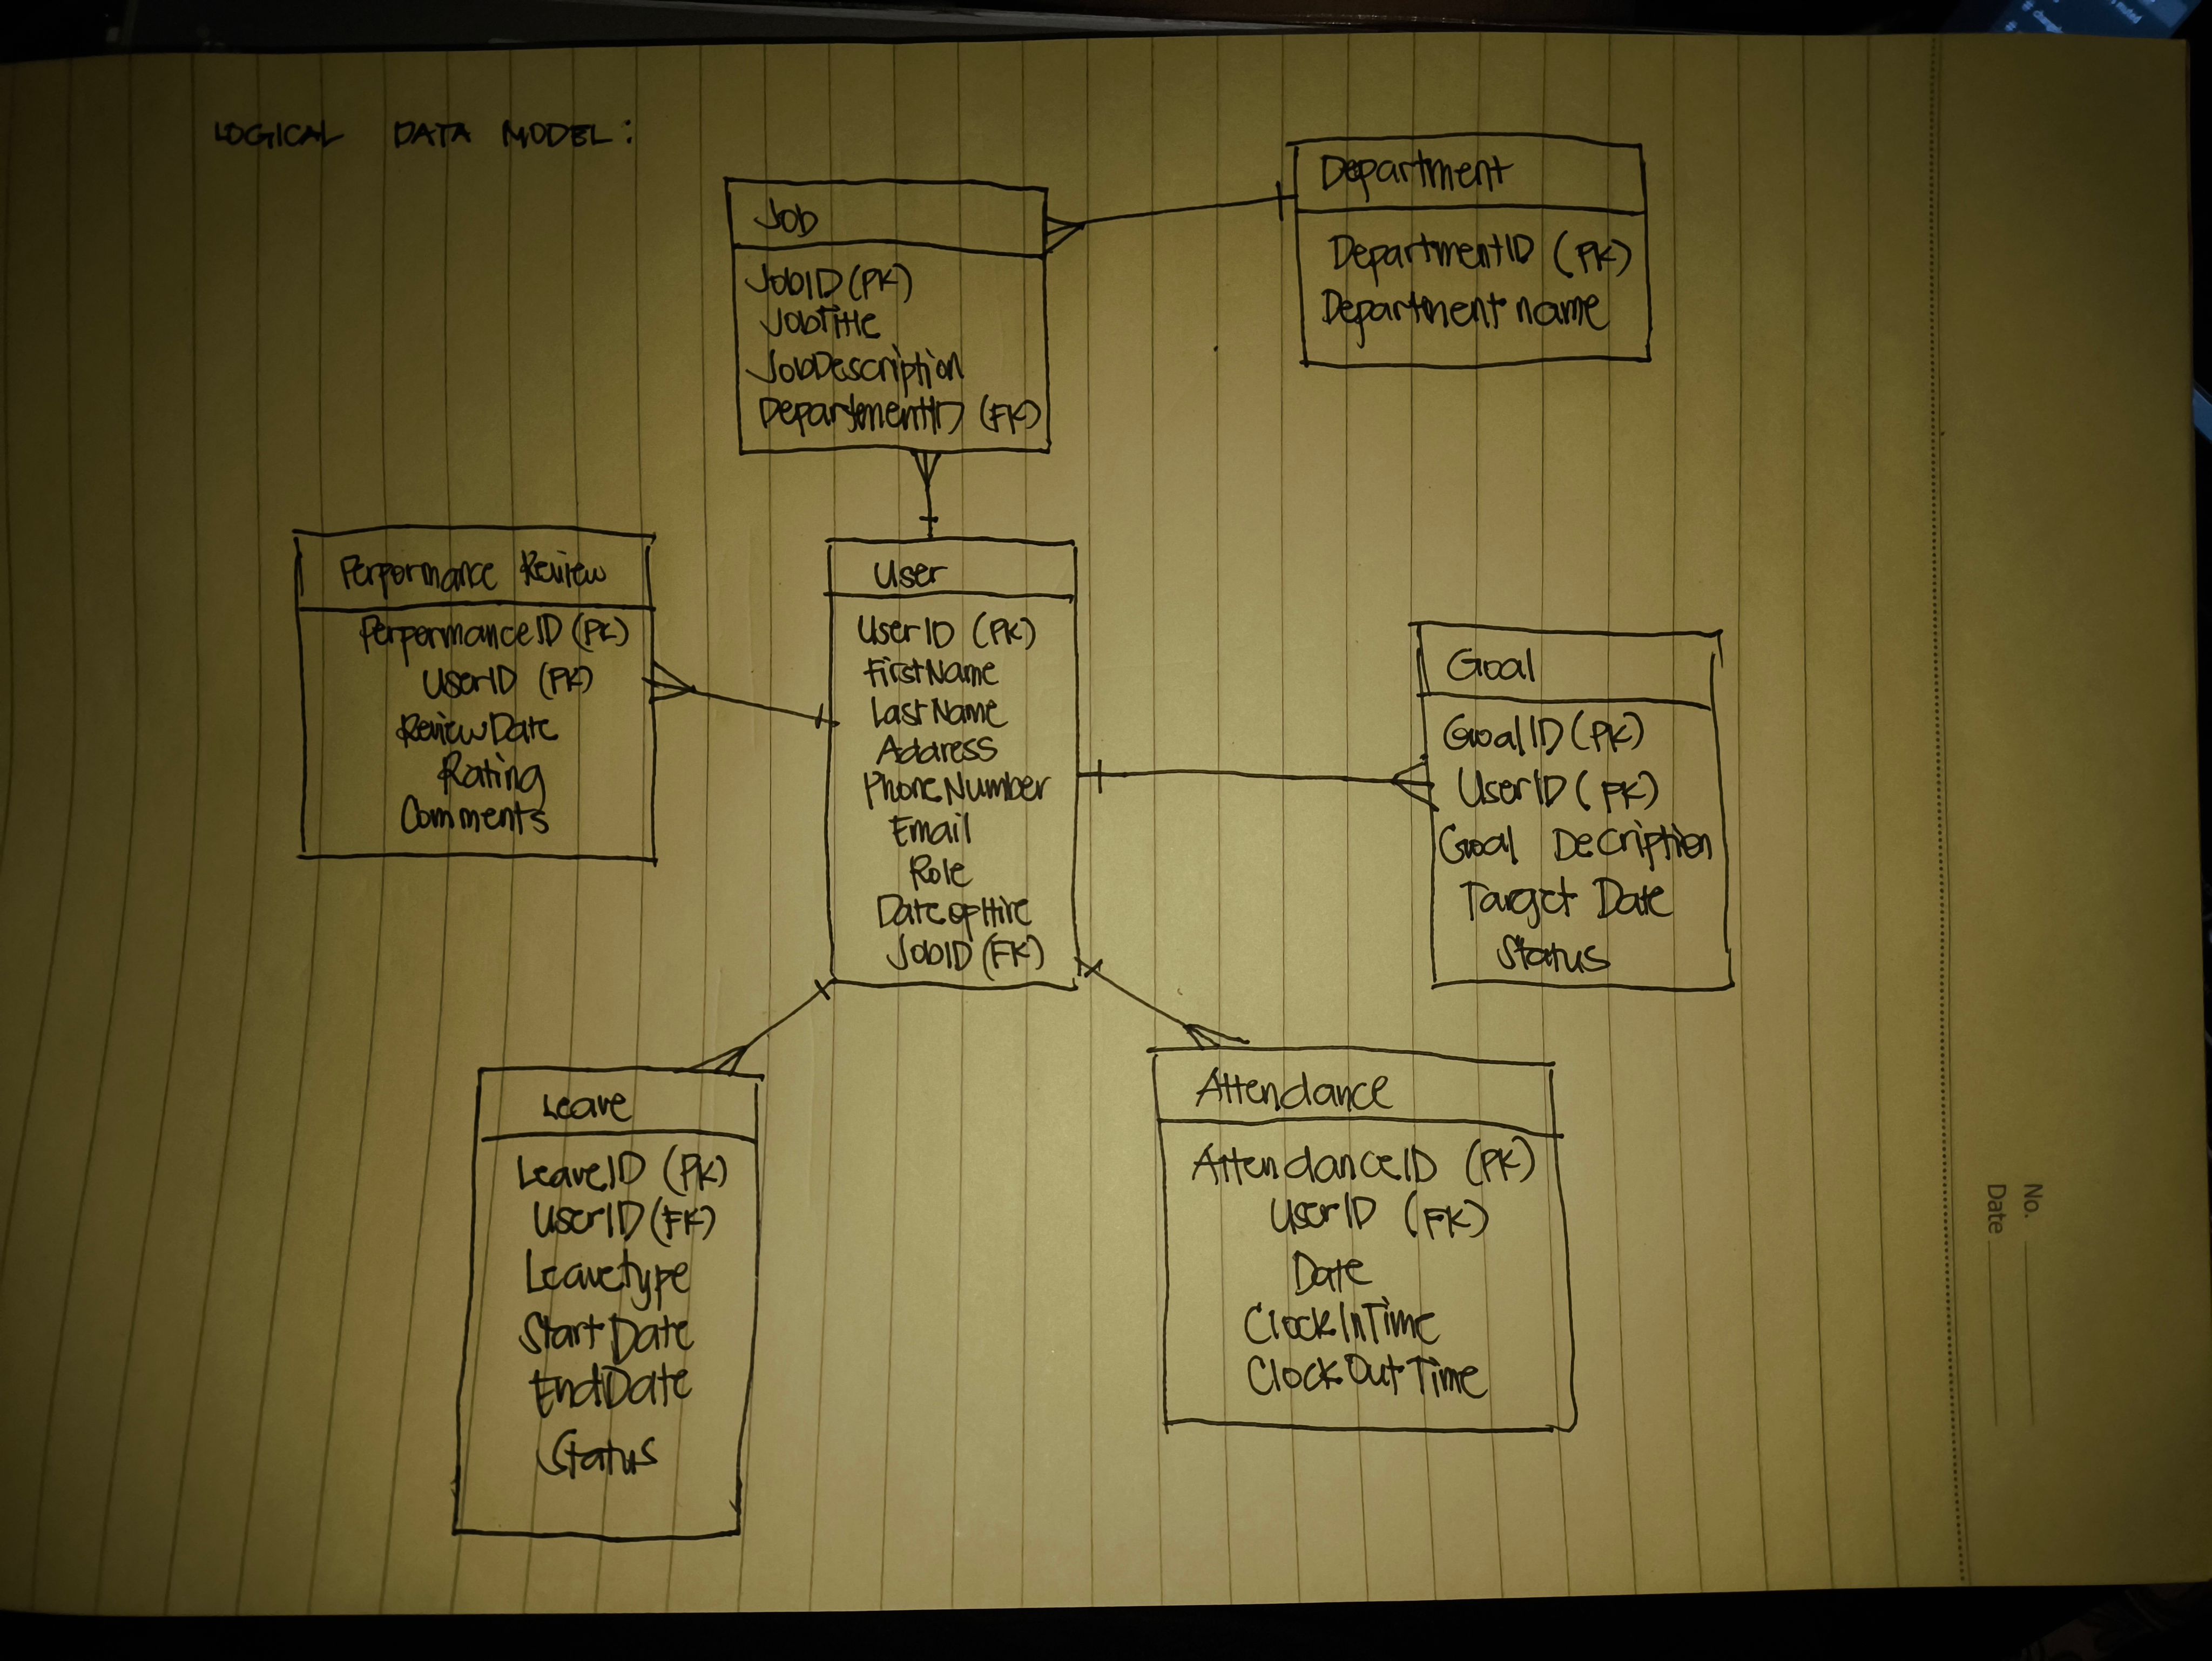 LOGICAL DATA MODEL:
Job
JobID (PK)
JobTitle
JobDescription
DepartmentID (FK)
Department
DepartmentID (PK)
Department name
Performance Review
PerformanceID (PK)
UserID (PK)
ReviewDate
Rating
Comments
User
UserID (PK)
FirstName
LastName
Address
PhoneNumber
Email
Role
DateofHire
JobID (FK)
Goal
GoalID (PK)
UserID (FK)
Goal Decription
Target Date
Status
Leave
LeaveID (PK)
UserID (FK)
Leavetype
StartDate
EndDate
Status
Attendance
AttendanceID (PK)
UserID (FK)
Date
ClockInTime
ClockOutTime
No.
Date